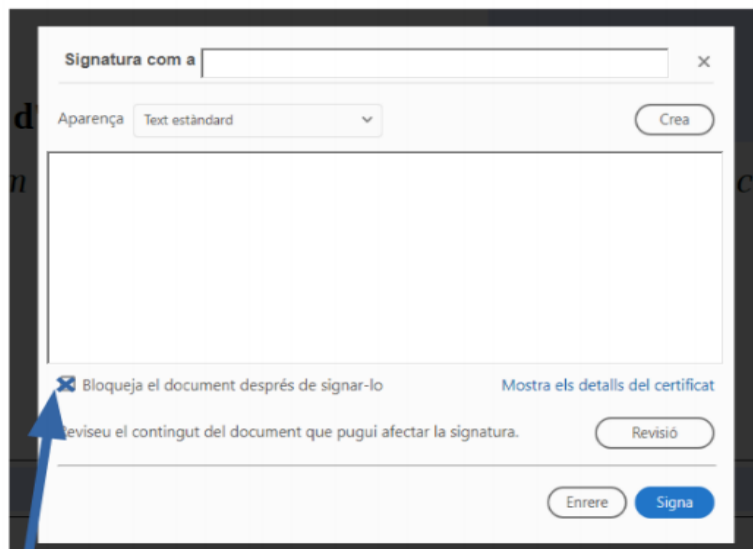 Signatura com a
d'
Aparença Text estàndard Crea
m c
Bloqueja el document després de signar-lo Mostra els detalls del certificat
eviseu el contingut del document que pugui afectar la signatura. Revisió
Enrere Signa